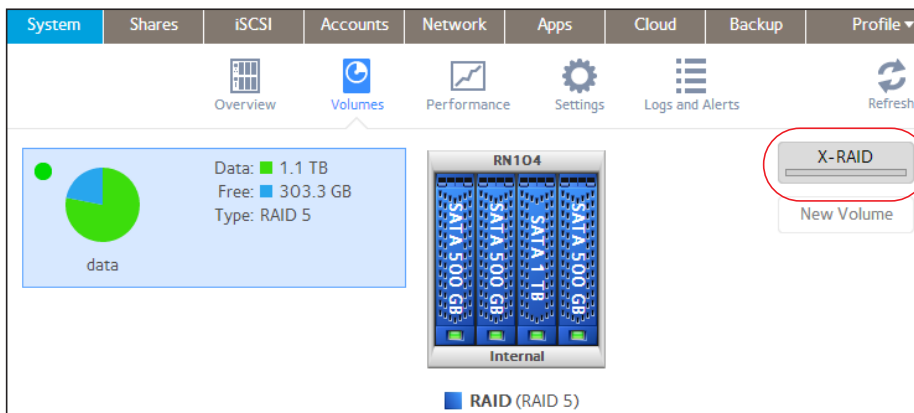 System Shares iSCSI Accounts Network Apps Cloud Backup Profile
Overview Volumes Performance Settings Logs and Alerts Refresh
Data: 1.1 TB
Free: 303.3 GB
Type: RAID 5
data
RN104
SATA 500 GB
SATA 500 GB
SATA 1 TB
SATA 500 GB
Internal
RAID (RAID 5)
X-RAID
New Volume